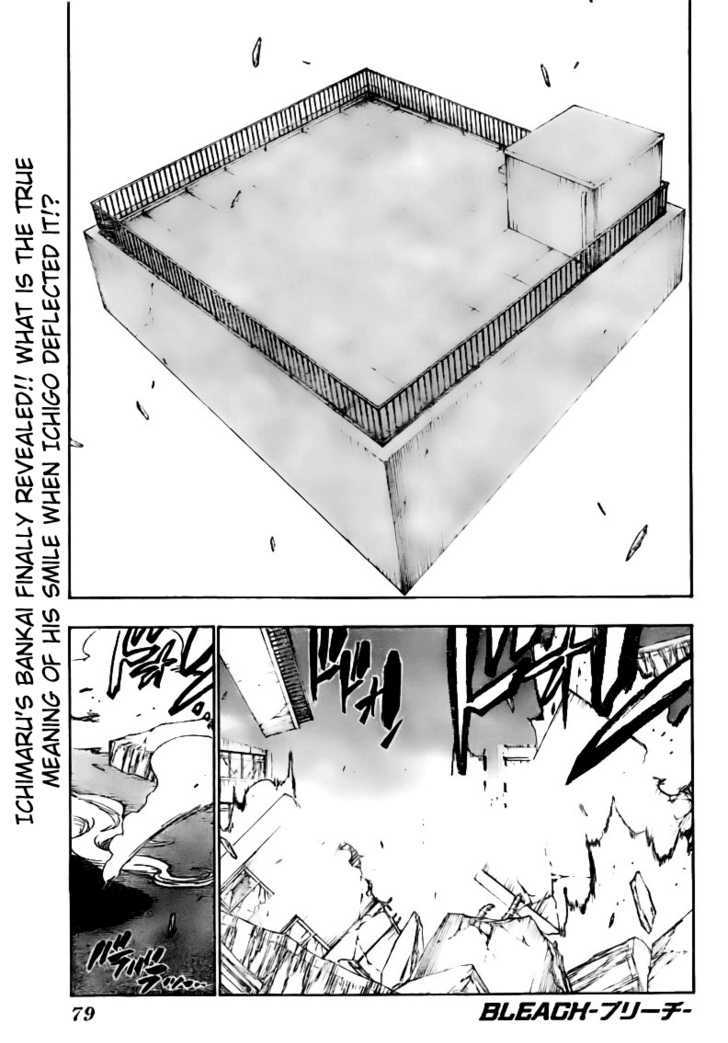 ICHIMARU'S BANKAI FINALLY REVEALED!! WHAT IS THE TRUE
MEANING OF HIS SMILE WHEN ICHIGO DEFLECTED IT!?
79
BLEACH-ブリーチ-